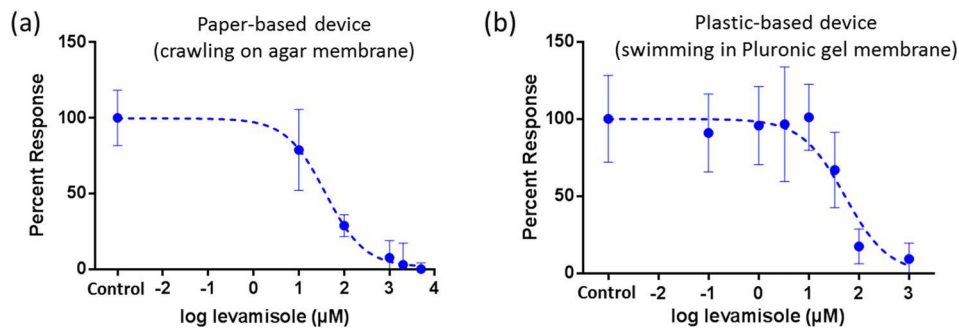 (a)
Paper-based device
(crawling on agar membrane)
150
100
50
0
Percent Response
Control -2 -1 0 1 2 3 4
log levamisole (µM)
(b)
Plastic-based device
(swimming in Pluronic gel membrane)
150
100
50
0
Percent Response
Control -2 -1 0 1 2 3
log levamisole (µM)